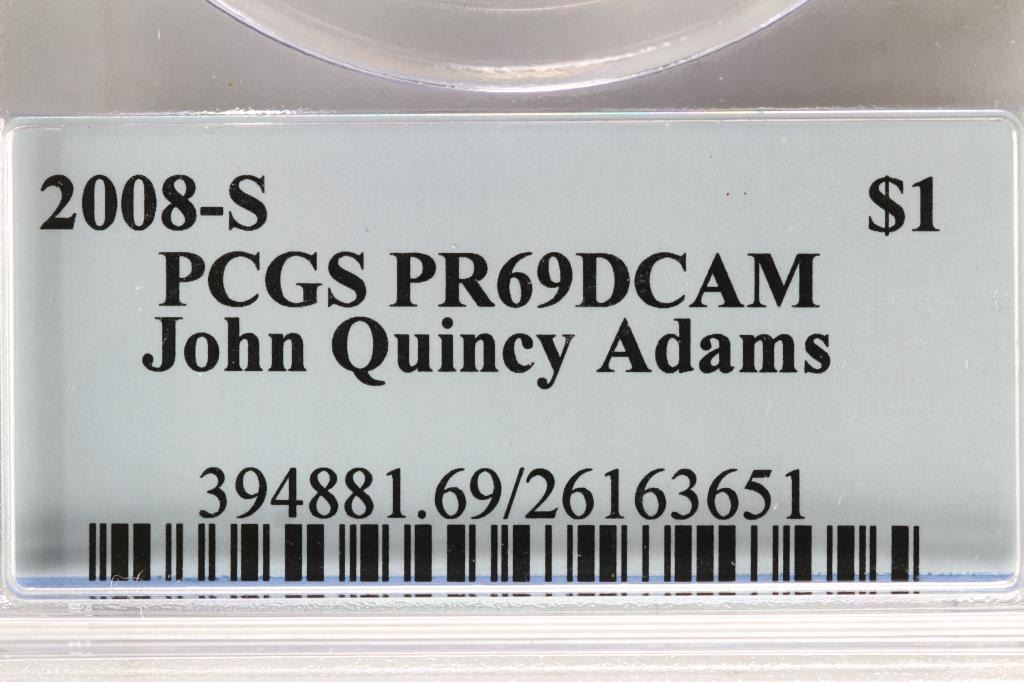 2008-S $1
PCGS PR69DCAM
John Quincy Adams
394881.69/26163651